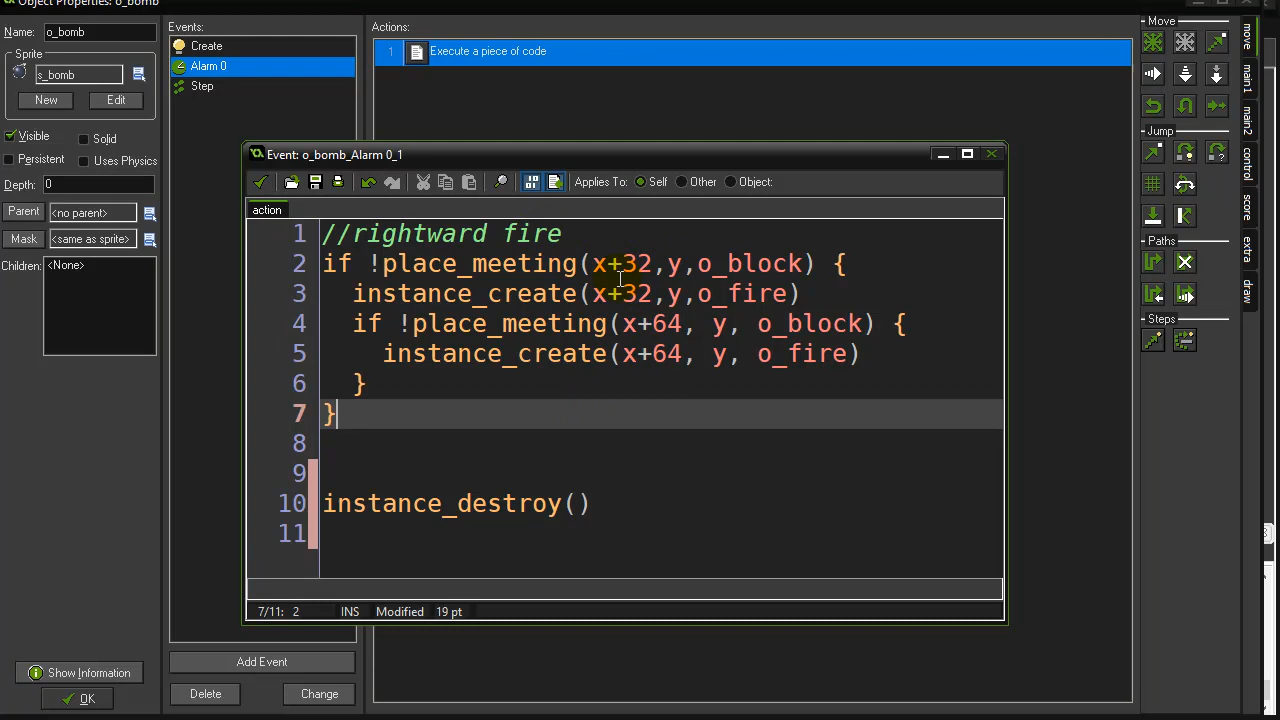 Object Properties: o_bomb
Name: o_bomb
Sprite
s_bomb
New Edit
Visible Solid
Persistent Uses Physics
Depth: 0
Parent <no parent>
Mask <same as sprite>
Children: <None>
Show Information
OK
Events:
Create
Alarm 0
Step
Add Event
Delete Change
Actions:
1 Execute a piece of code
Event: o_bomb_Alarm 0_1
Applies To: Self Other Object:
action
1 //rightward fire
2 if !place_meeting(x+32,y,o_block) {
3 instance_create(x+32,y,o_fire)
4 if !place_meeting(x+64, y, o_block) {
5 instance_create(x+64, y, o_fire)
6 }
7 }
8
9
10 instance_destroy()
11
7/11: 2 INS Modified 19 pt
Move
Jump
Paths
Steps
move
main1
main2
control
score
extra
draw